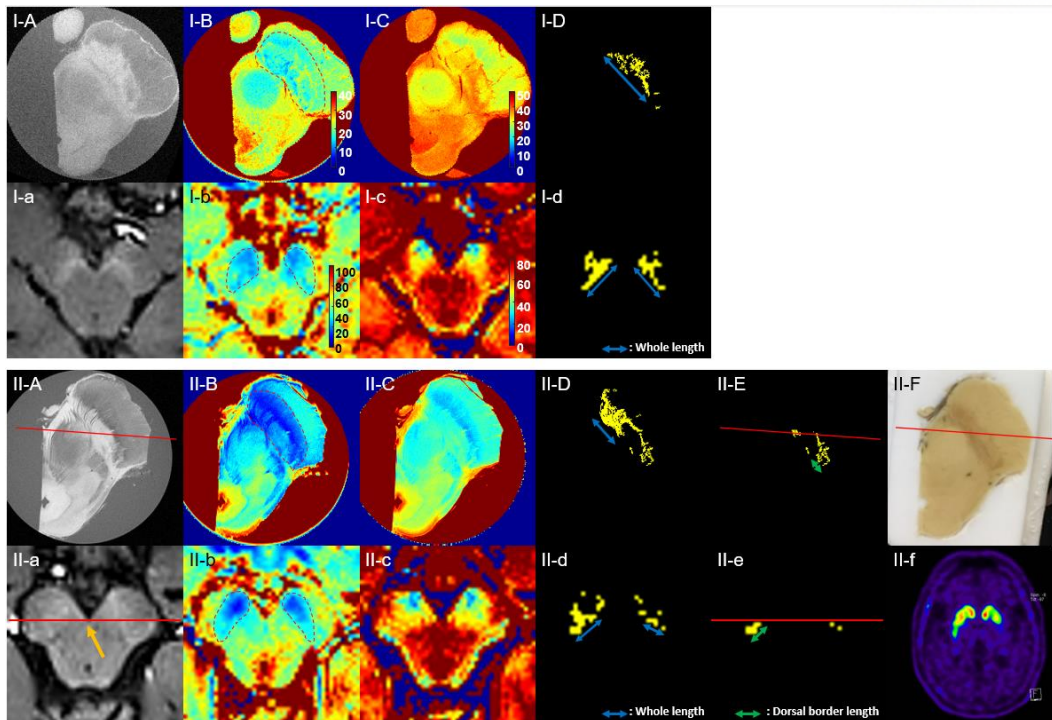 I-A
I-B
I-C
I-D
40
30
20
10
0
50
40
30
20
10
0
I-a
I-b
I-c
I-d
100
80
60
40
20
0
80
60
40
20
0
: Whole length
II-A
II-B
II-C
II-D
II-E
II-F
II-a
II-b
II-c
II-d
II-e
II-f
: Whole length
: Dorsal border length